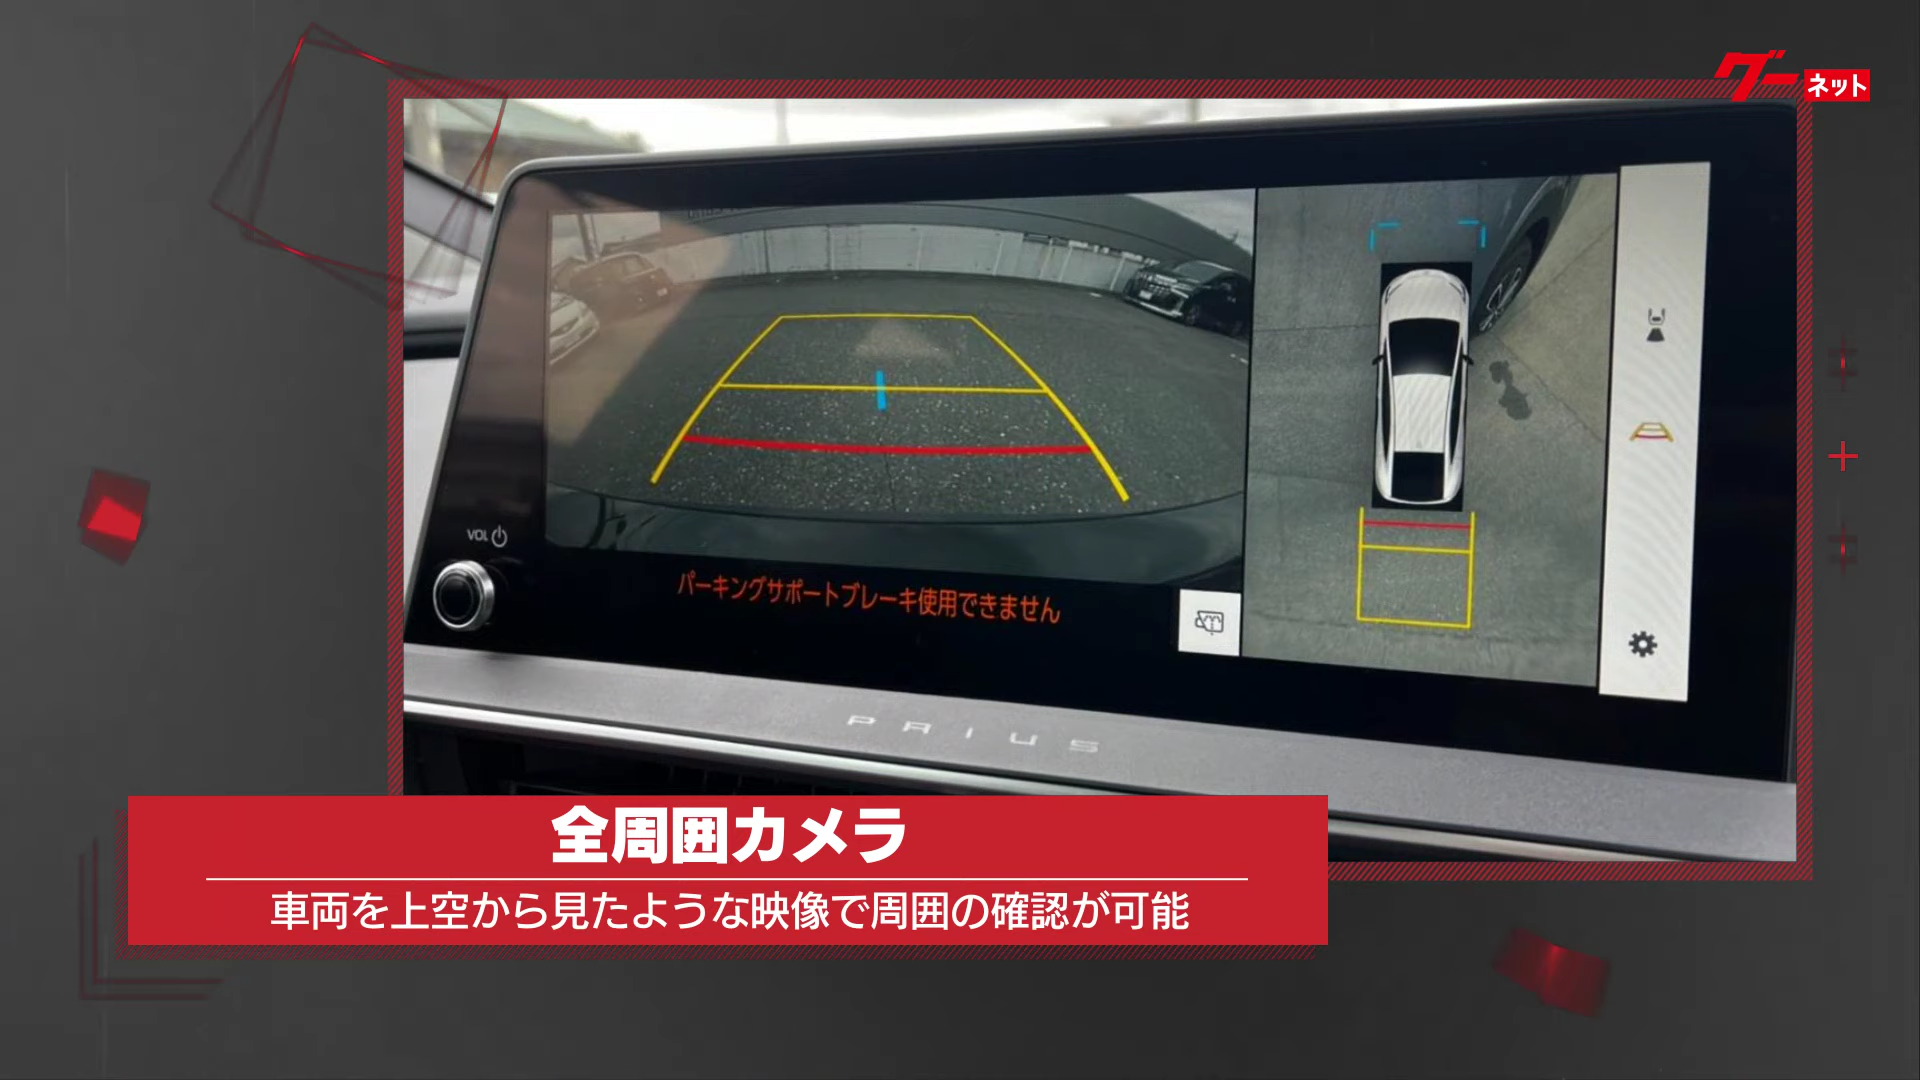 グー ネット
VOL
パーキングサポートブレーキ使用できません
PRIUS
全周囲カメラ
車両を上空から見たような映像で周囲の確認が可能